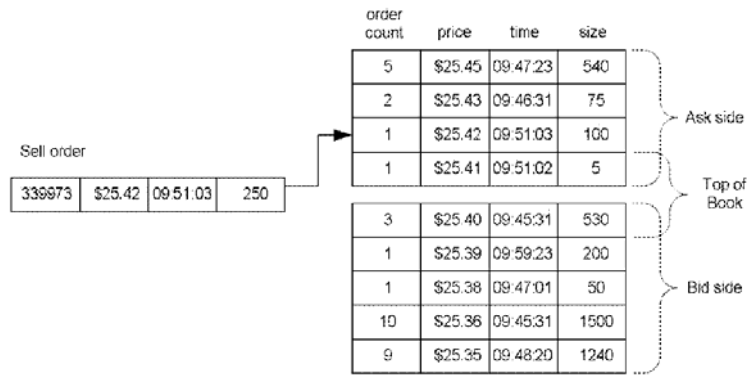 order count price time size
5 $25.45 09:47:23 540
2 $25.43 09:46:31 75
Ask side
1 $25.42 09:51:03 100
Sell order
1 $25.41 09:51:02 5
339973 $25.42 09:51:03 250
Top of Book
3 $25.40 09:45:31 530
1 $25.39 09:59:23 200
1 $25.38 09:47:01 50
Bid side
10 $25.36 09:45:31 1500
9 $25.35 09:48:20 1240